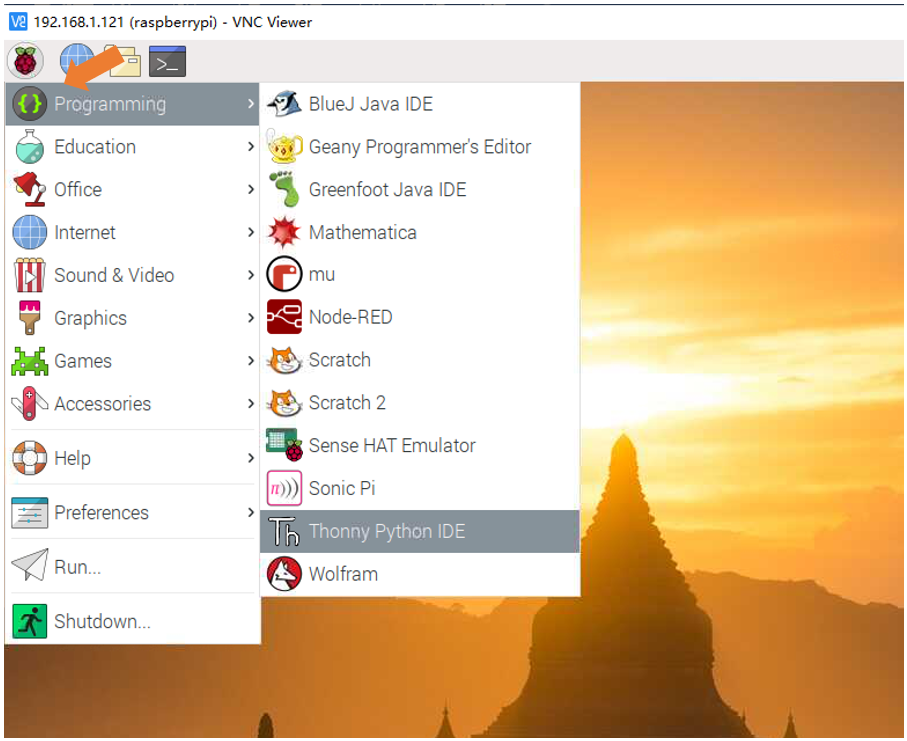 V2 192.168.1.121 (raspberrypi) - VNC Viewer
>_
Programming
Education
Office
Internet
Sound & Video
Graphics
Games
Accessories
Help
Preferences
Run...
Shutdown...
BlueJ Java IDE
Geany Programmer's Editor
Greenfoot Java IDE
Mathematica
mu
Node-RED
Scratch
Scratch 2
Sense HAT Emulator
π))) Sonic Pi
Th Thonny Python IDE
Wolfram